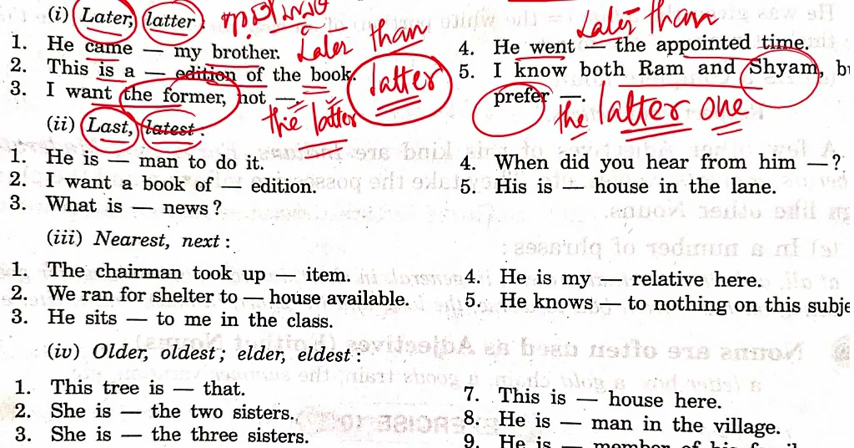 (i) Later, latter :
Later than
Later than
1. He came — my brother.
2. This is a — edition of the book.
3. I want the former, not —.
latter
the latter
4. He went — the appointed time.
5. I know both Ram and Shyam, bu
prefer —.
the latter one
(ii) Last, latest :
1. He is — man to do it.
2. I want a book of — edition.
3. What is — news ?
4. When did you hear from him — ?
5. His is — house in the lane.
(iii) Nearest, next :
1. The chairman took up — item.
2. We ran for shelter to — house available.
3. He sits — to me in the class.
4. He is my — relative here.
5. He knows — to nothing on this subje
(iv) Older, oldest ; elder, eldest :
1. This tree is — that.
2. She is — the two sisters.
3. She is — the three sisters.
7. This is — house here.
8. He is — man in the village.
9. He is — member of his